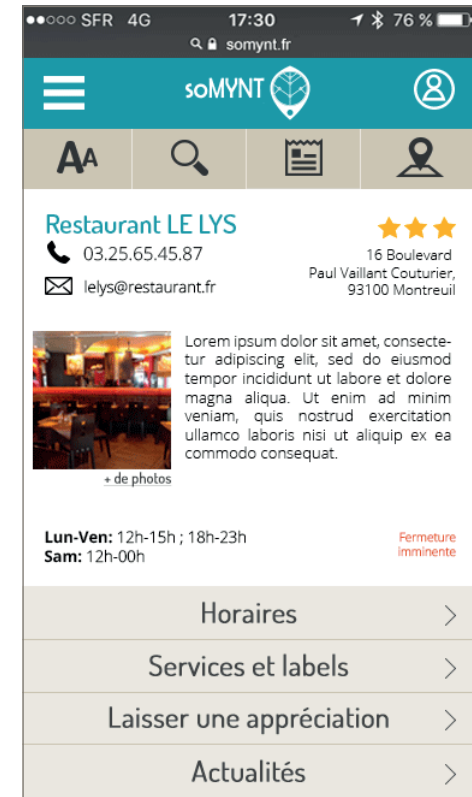 SFR 4G 17:30 76 %
somynt.fr
soMYNT
AA
Restaurant LE LYS
03.25.65.45.87
lelys@restaurant.fr
16 Boulevard
Paul Vaillant Couturier,
93100 Montreuil
Lorem ipsum dolor sit amet, consecte-
tur adipiscing elit, sed do eiusmod
tempor incididunt ut labore et dolore
magna aliqua. Ut enim ad minim
veniam, quis nostrud exercitation
ullamco laboris nisi ut aliquip ex ea
commodo consequat.
+ de photos
Lun-Ven: 12h-15h ; 18h-23h
Sam: 12h-00h
Fermeture
imminente
Horaires
Services et labels
Laisser une appréciation
Actualités